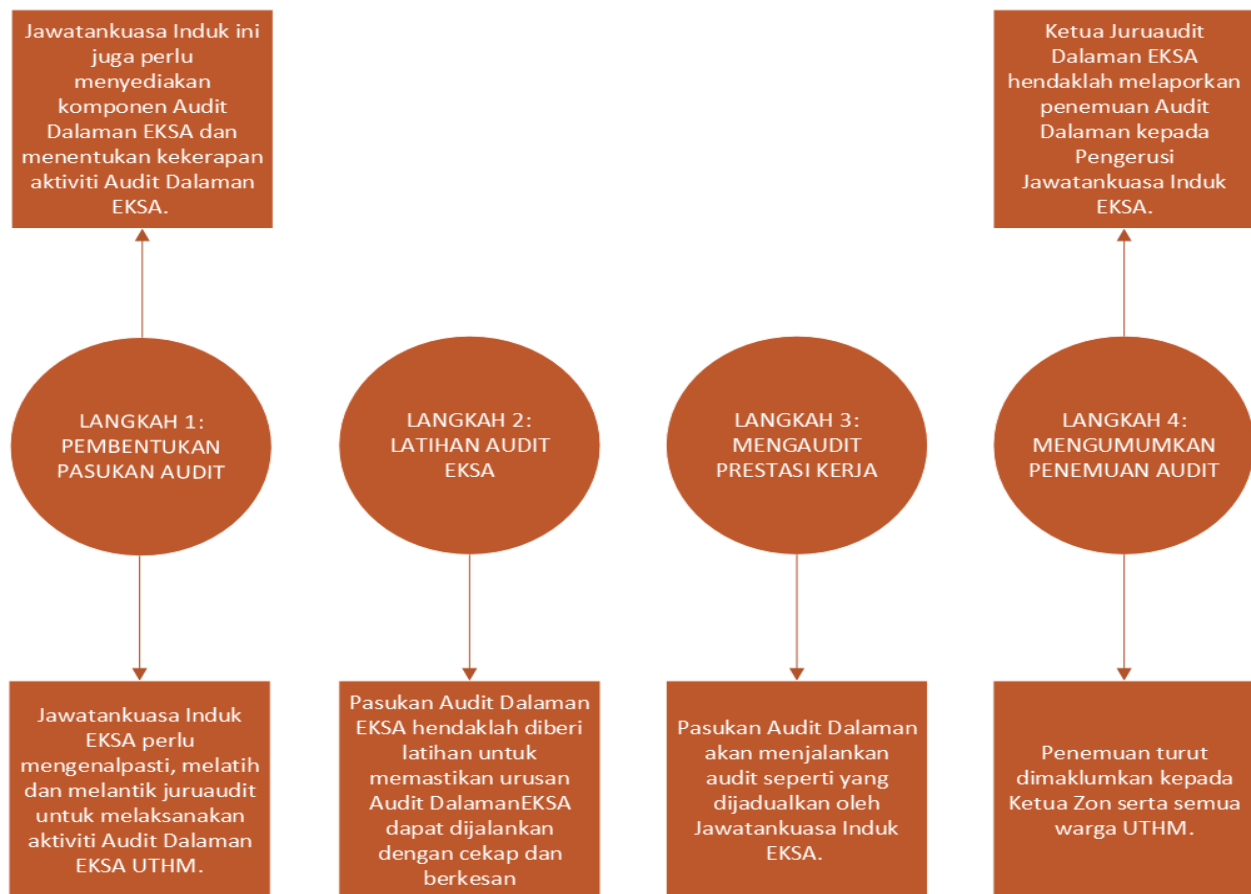 Jawatankuasa Induk ini
juga perlu
menyediakan
komponen Audit
Dalaman EKSA dan
menentukan kekerapan
aktiviti Audit Dalaman
EKSA.
Ketua Juruaudit
Dalaman EKSA
hendaklah melaporkan
penemuan Audit
Dalaman kepada
Pengerusi
Jawatankuasa Induk
EKSA.
LANGKAH 1:
PEMBENTUKAN
PASUKAN AUDIT
LANGKAH 2:
LATIHAN AUDIT
EKSA
LANGKAH 3:
MENGAUDIT
PRESTASI KERJA
LANGKAH 4:
MENGUMUMKAN
PENEMUAN AUDIT
Jawatankuasa Induk
EKSA perlu
mengenalpasti, melatih
dan melantik juruaudit
untuk melaksanakan
aktiviti Audit Dalaman
EKSA UTHM.
Pasukan Audit Dalaman
EKSA hendaklah diberi
latihan untuk
memastikan urusan
Audit DalamanEKSA
dapat dijalankan
dengan cekap dan
berkesan
Pasukan Audit Dalaman
akan menjalankan
audit seperti yang
dijadualkan oleh
Jawatankuasa Induk
EKSA.
Penemuan turut
dimaklumkan kepada
Ketua Zon serta semua
warga UTHM.